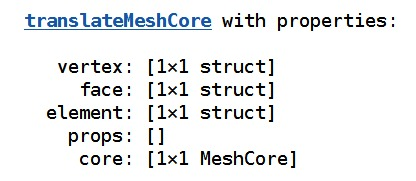 translateMeshCore with properties:
vertex: [1×1 struct]
face: [1×1 struct]
element: [1×1 struct]
props: []
core: [1×1 MeshCore]